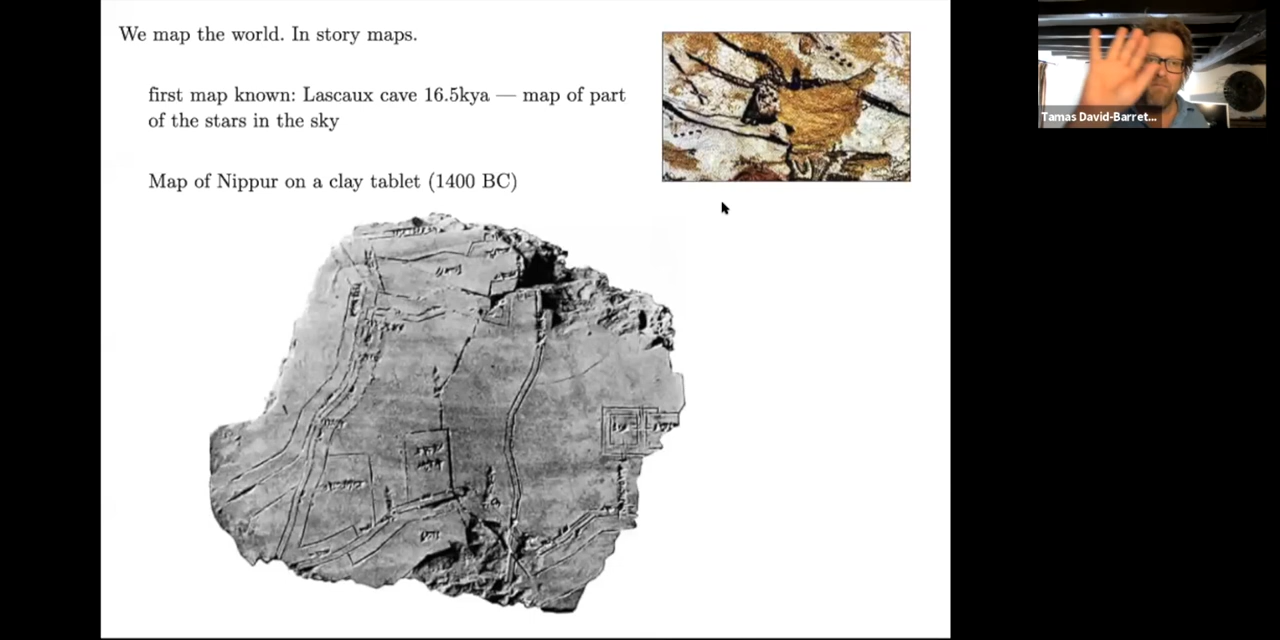 We map the world. In story maps.
first map known: Lascaux cave 16.5kya — map of part
of the stars in the sky
Map of Nippur on a clay tablet (1400 BC)
Tamas David-Barret...